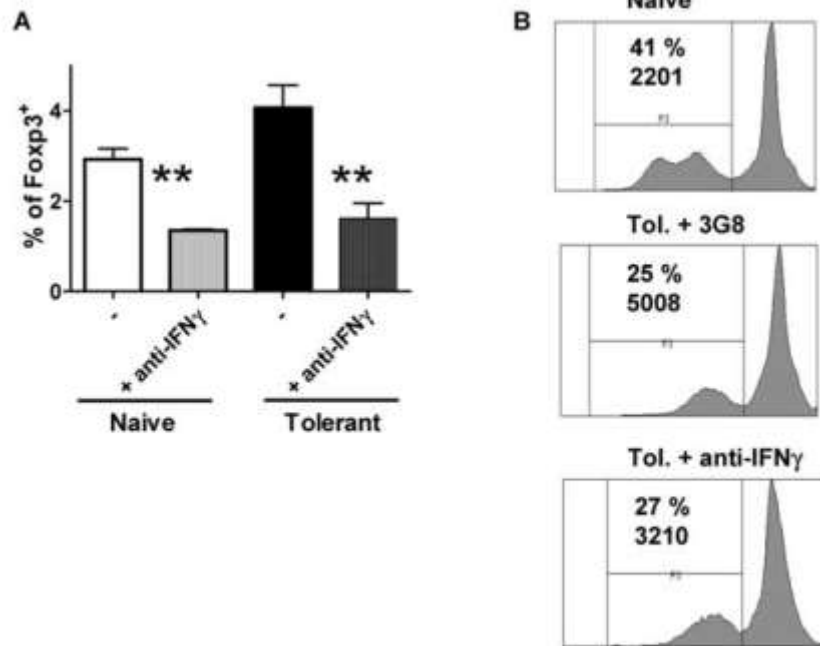 A
% of Foxp3⁺
4
2
0
**
**
-
+ anti-IFNγ
-
+ anti-IFNγ
Naive
Tolerant
B
Naive
41 %
2201
Tol. + 3G8
25 %
5008
Tol. + anti-IFNγ
27 %
3210